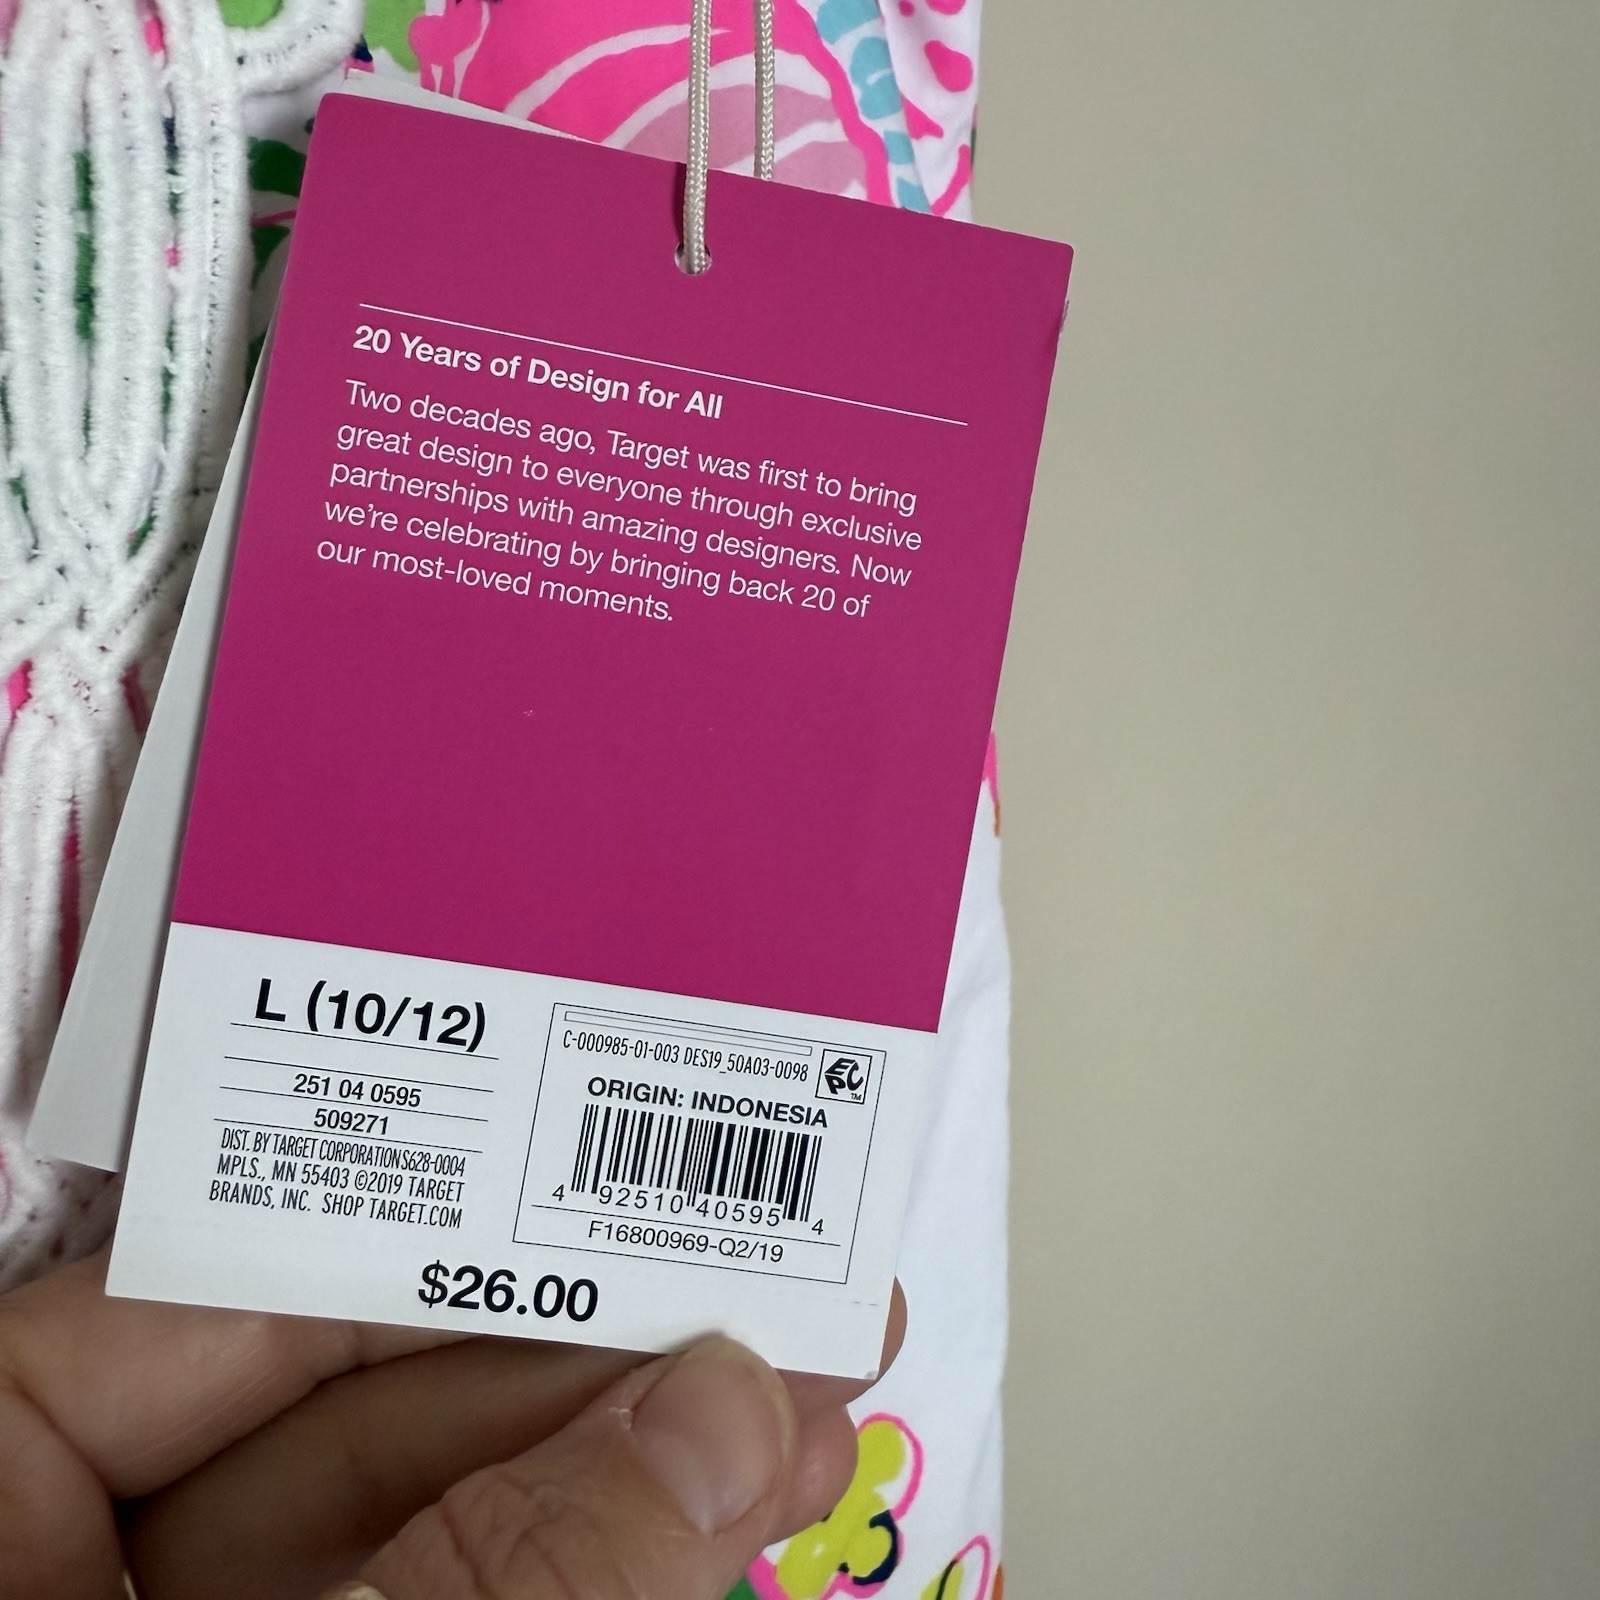 20 Years of Design for All
Two decades ago, Target was first to bring
great design to everyone through exclusive
partnerships with amazing designers. Now
we're celebrating by bringing back 20 of
our most-loved moments.
L (10/12)
251 04 0595
509271
DIST. BY TARGET CORPORATIONS628-0004
MPLS., MN 55403 ©2019 TARGET
BRANDS, INC. SHOP TARGET.COM
C-000985-01-003 DES19_50A03-0098
EPC™
ORIGIN: INDONESIA
4 92510 40595 4
F16800969-Q2/19
$26.00